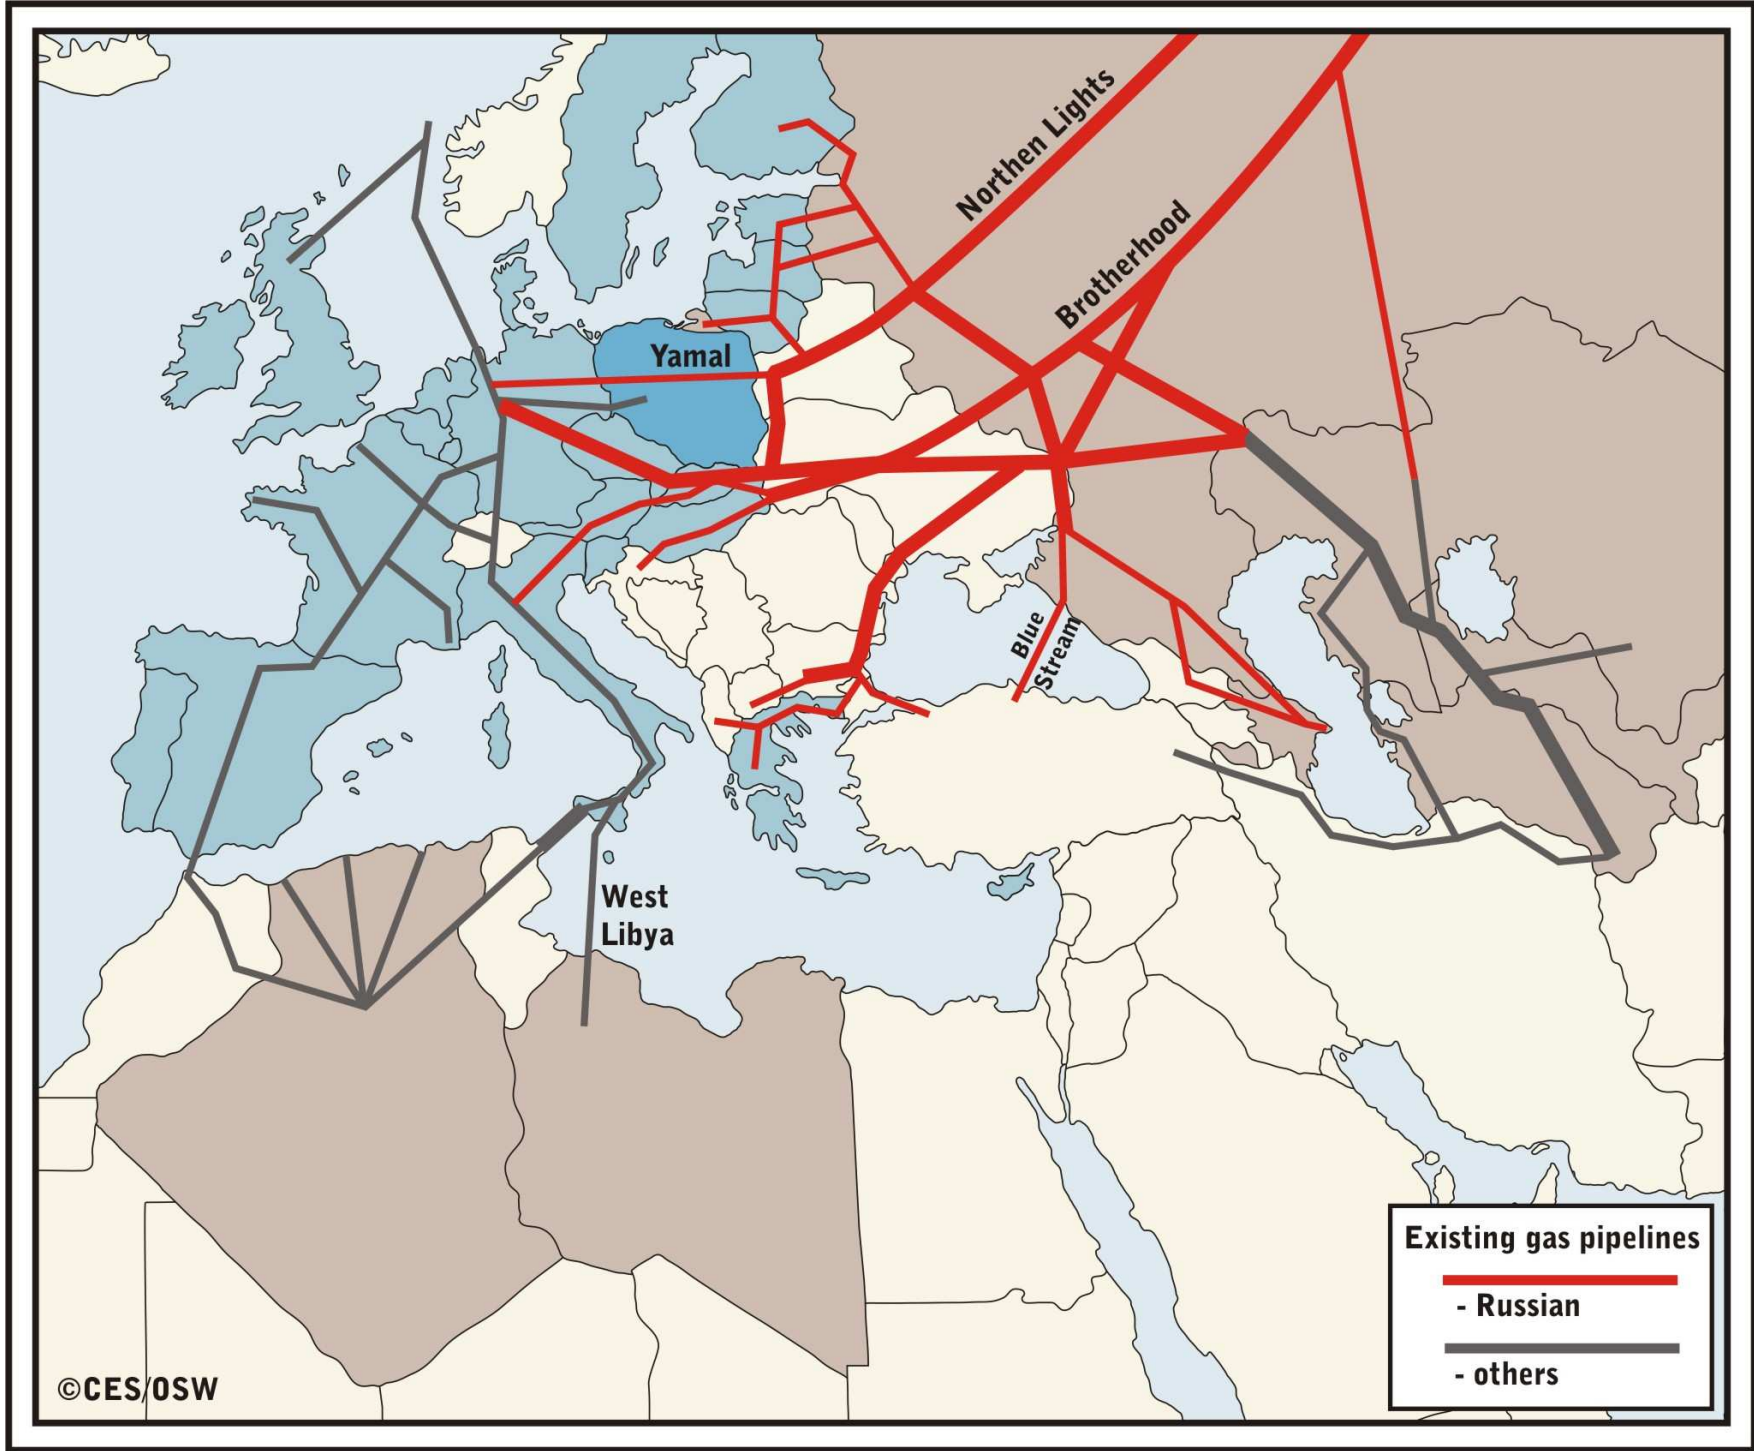 Northen Lights
Brotherhood
Yamal
Blue
Stream
West
Libya
Existing gas pipelines
- Russian
- others
©CES/OSW